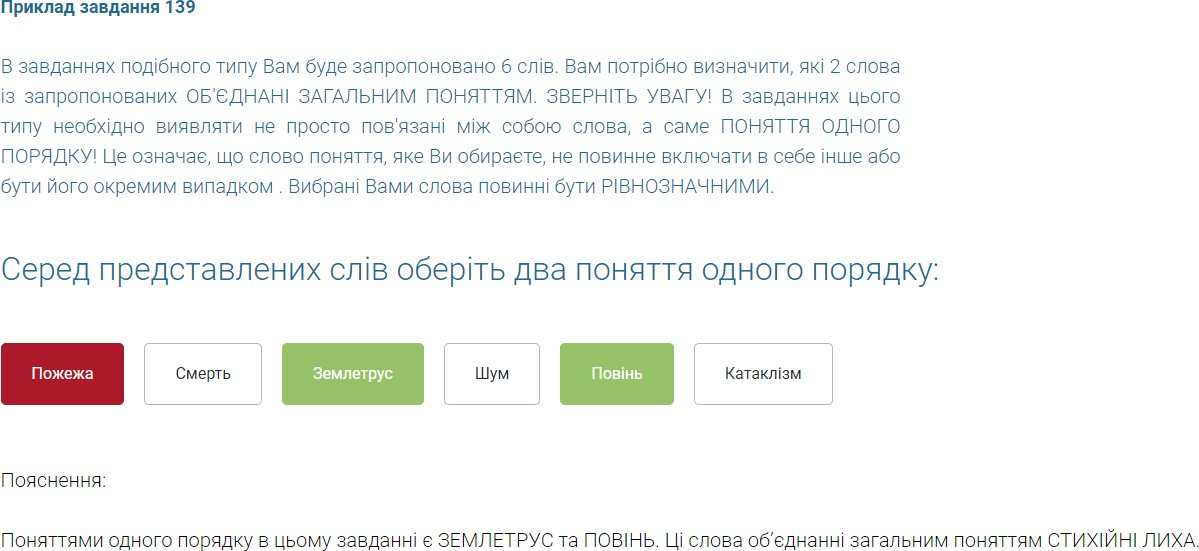 Приклад завдання 139
В завданнях подібного типу Вам буде запропоновано 6 слів. Вам потрібно визначити, які 2 слова
із запропонованих ОБ'ЄДНАНІ ЗАГАЛЬНИМ ПОНЯТТЯМ. ЗВЕРНІТЬ УВАГУ! В завданнях цього
типу необхідно виявляти не просто пов'язані між собою слова, а саме ПОНЯТТЯ ОДНОГО
ПОРЯДКУ! Це означає, що слово поняття, яке Ви обираєте, не повинне включати в себе інше або
бути його окремим випадком . Вибрані Вами слова повинні бути РІВНОЗНАЧНИМИ.
Серед представлених слів оберіть два поняття одного порядку:
Пожежа Смерть Землетрус Шум Повінь Катаклізм
Пояснення:
Поняттями одного порядку в цьому завданні є ЗЕМЛЕТРУС та ПОВІНЬ. Ці слова об’єднанні загальним поняттям СТИХІЙНІ ЛИХА.